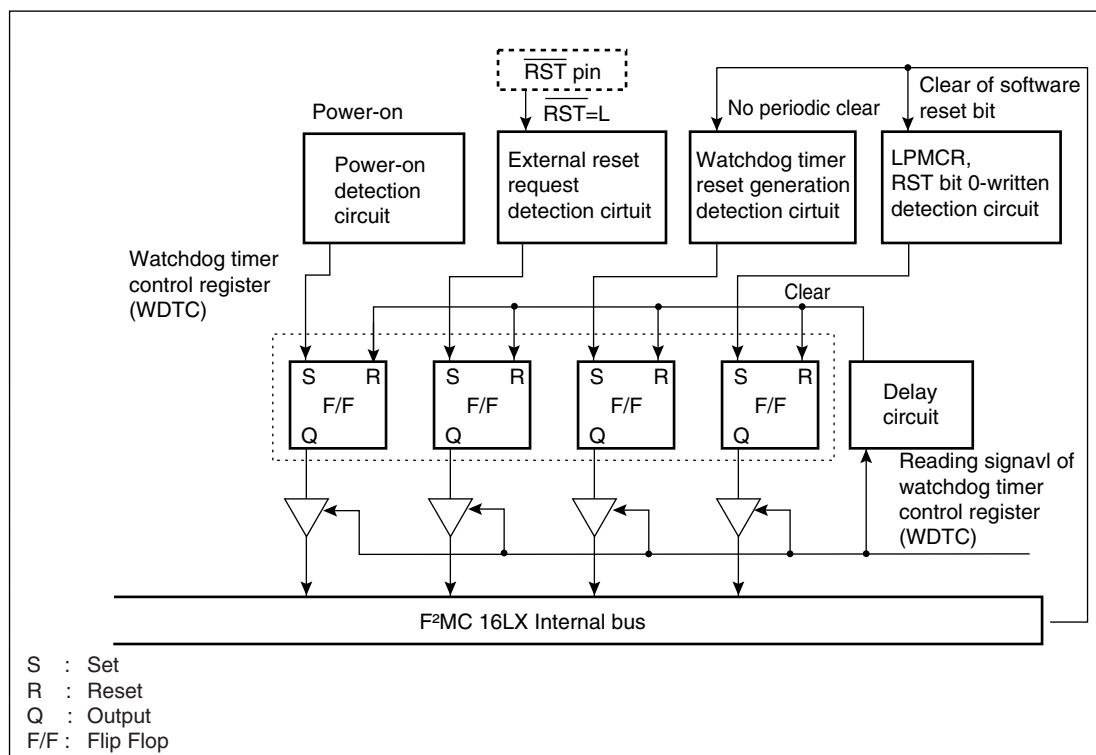 RST pin
RST=L
Power-on
No periodic clear
Clear of software
reset bit
Power-on
detection
circuit
External reset
request
detection cirtuit
Watchdog timer
reset generation
detection cirtuit
LPMCR,
RST bit 0-written
detection circuit
Watchdog timer
control register
(WDTC)
Clear
S R
F/F
Q
S R
F/F
Q
S R
F/F
Q
S R
F/F
Q
Delay
circuit
Reading signavl of
watchdog timer
control register
(WDTC)
F²MC 16LX Internal bus
S : Set
R : Reset
Q : Output
F/F : Flip Flop